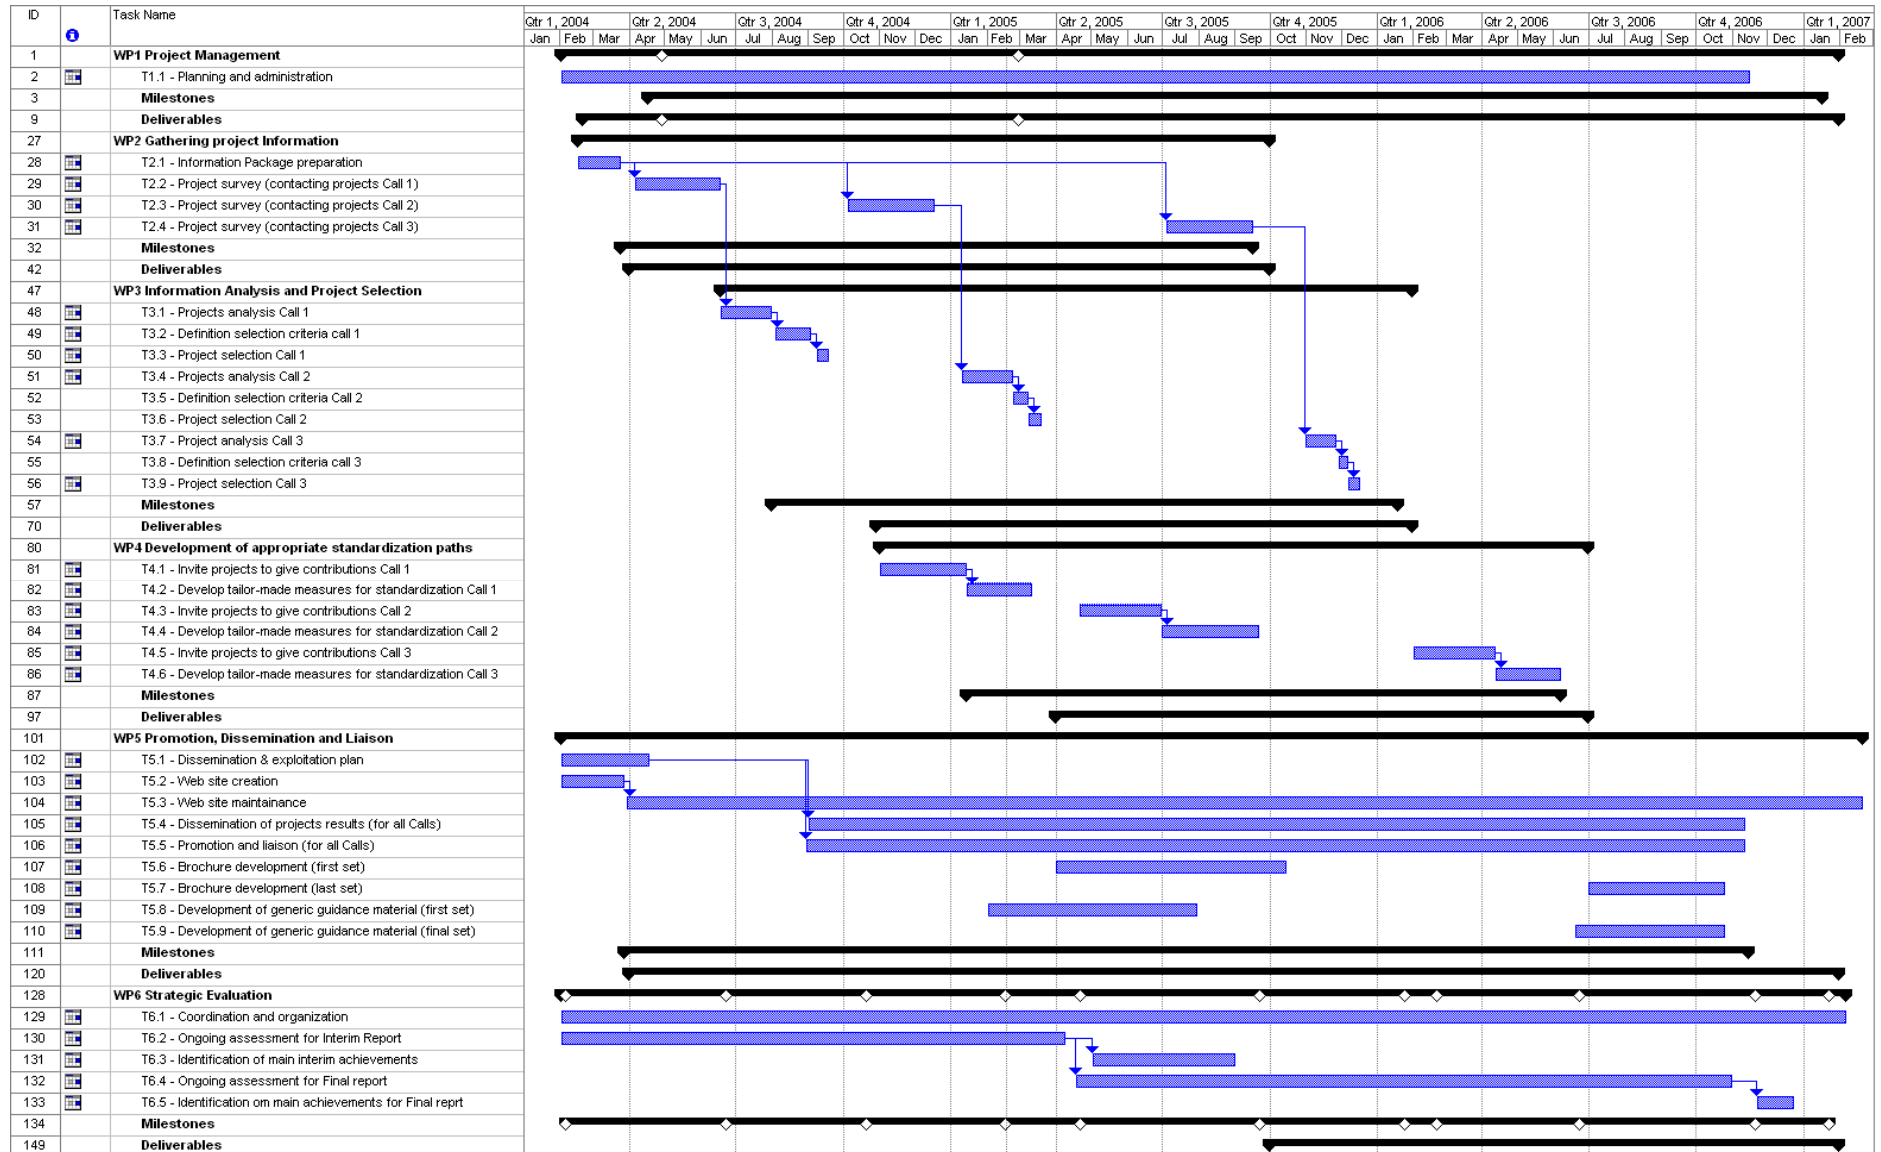 ID Task Name Qtr 1, 2004 Qtr 2, 2004 Qtr 3, 2004 Qtr 4, 2004 Qtr 1, 2005 Qtr 2, 2005 Qtr 3, 2005 Qtr 4, 2005 Qtr 1, 2006 Qtr 2, 2006 Qtr 3, 2006 Qtr 4, 2006 Qtr 1, 2007
Jan Feb Mar Apr May Jun Jul Aug Sep Oct Nov Dec Jan Feb Mar Apr May Jun Jul Aug Sep Oct Nov Dec Jan Feb Mar Apr May Jun Jul Aug Sep Oct Nov Dec Jan Feb
1 WP1 Project Management
2 T1.1 - Planning and administration
3 Milestones
9 Deliverables
27 WP2 Gathering project Information
28 T2.1 - Information Package preparation
29 T2.2 - Project survey (contacting projects Call 1)
30 T2.3 - Project survey (contacting projects Call 2)
31 T2.4 - Project survey (contacting projects Call 3)
32 Milestones
42 Deliverables
47 WP3 Information Analysis and Project Selection
48 T3.1 - Projects analysis Call 1
49 T3.2 - Definition selection criteria call 1
50 T3.3 - Project selection Call 1
51 T3.4 - Projects analysis Call 2
52 T3.5 - Definition selection criteria Call 2
53 T3.6 - Project selection Call 2
54 T3.7 - Project analysis Call 3
55 T3.8 - Definition selection criteria call 3
56 T3.9 - Project selection Call 3
57 Milestones
70 Deliverables
80 WP4 Development of appropriate standardization paths
81 T4.1 - Invite projects to give contributions Call 1
82 T4.2 - Develop tailor-made measures for standardization Call 1
83 T4.3 - Invite projects to give contributions Call 2
84 T4.4 - Develop tailor-made measures for standardization Call 2
85 T4.5 - Invite projects to give contributions Call 3
86 T4.6 - Develop tailor-made measures for standardization Call 3
87 Milestones
97 Deliverables
101 WP5 Promotion, Dissemination and Liaison
102 T5.1 - Dissemination & exploitation plan
103 T5.2 - Web site creation
104 T5.3 - Web site maintainance
105 T5.4 - Dissemination of projects results (for all Calls)
106 T5.5 - Promotion and liaison (for all Calls)
107 T5.6 - Brochure development (first set)
108 T5.7 - Brochure development (last set)
109 T5.8 - Development of generic guidance material (first set)
110 T5.9 - Development of generic guidance material (final set)
111 Milestones
120 Deliverables
128 WP6 Strategic Evaluation
129 T6.1 - Coordination and organization
130 T6.2 - Ongoing assessment for Interim Report
131 T6.3 - Identification of main interim achievements
132 T6.4 - Ongoing assessment for Final report
133 T6.5 - Identification om main achievements for Final reprt
134 Milestones
149 Deliverables